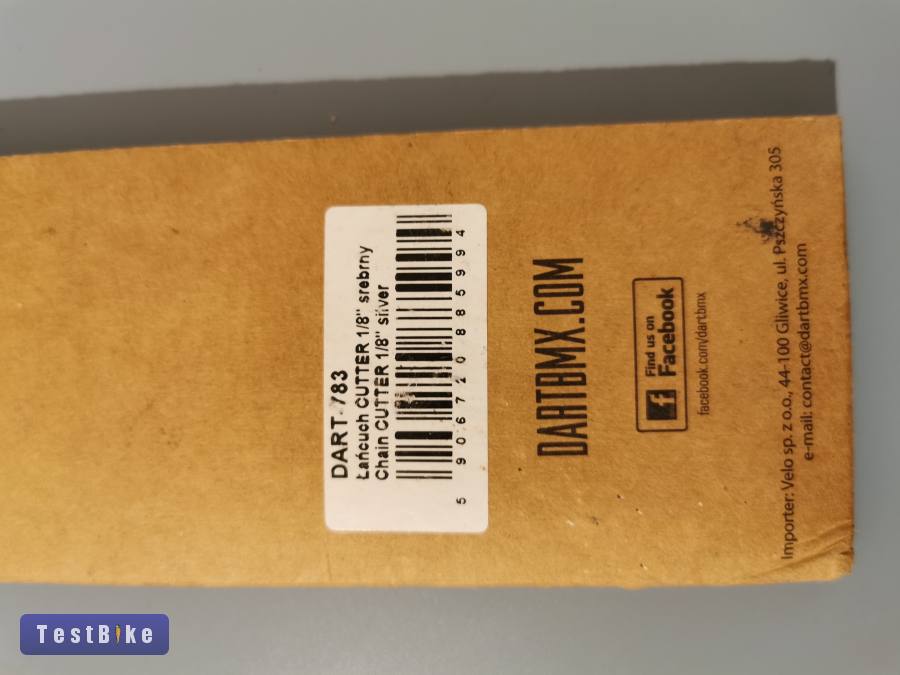 DART-783
Łańcuch CUTTER 1/8" srebrny
Chain CUTTER 1/8" silver
5 906720 885994
DARTBMX.COM
Find us on
Facebook
facebook.com/dartbmx
Importer: Velo sp. z o.o., 44-100 Gliwice, ul. Pszczyńska 305
e-mail: contact@dartbmx.com
TestBike